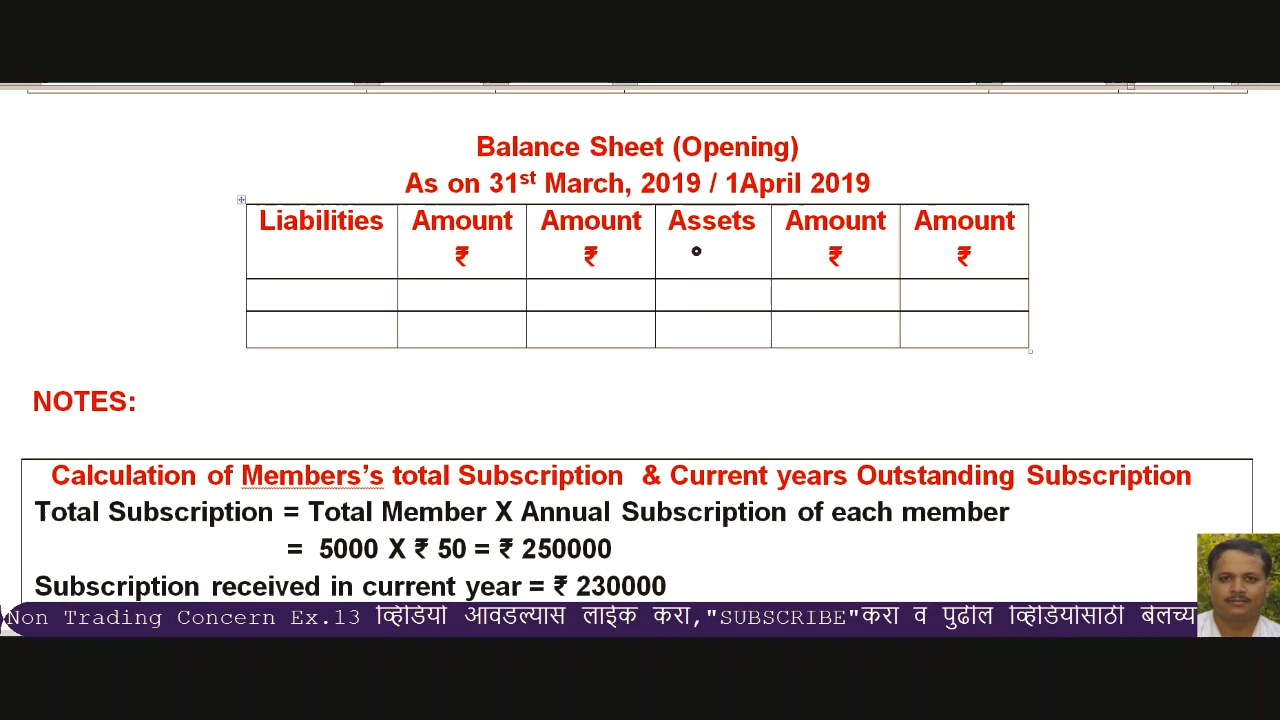 Balance Sheet (Opening)
As on 31st March, 2019 / 1April 2019
Liabilities Amount ₹ Amount ₹ Assets Amount ₹ Amount ₹
NOTES:
Calculation of Members's total Subscription & Current years Outstanding Subscription
Total Subscription = Total Member X Annual Subscription of each member
= 5000 X ₹ 50 = ₹ 250000
Subscription received in current year = ₹ 230000
Non Trading Concern Ex.13 व्हिडियो आवडल्यास लाईक करा,"SUBSCRIBE"करा व पुढील व्हिडियोसाठी बेलच्य